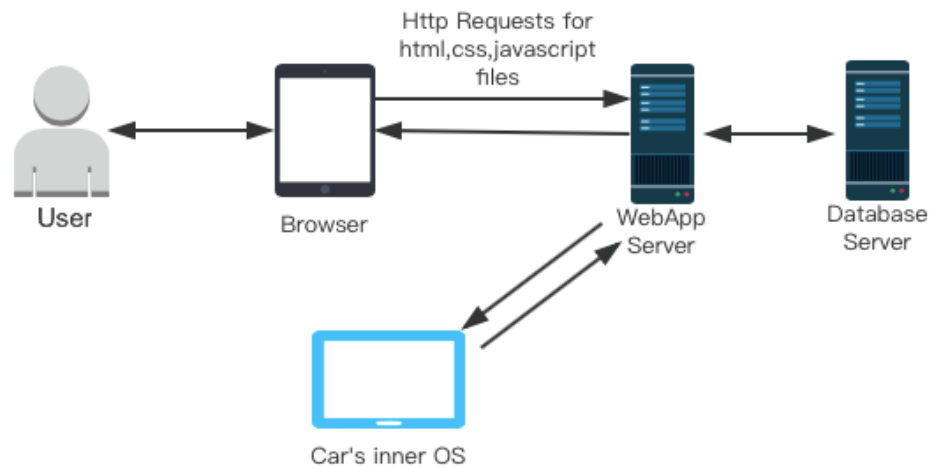 Http Requests for
html,css,javascript
files
User
Browser
WebApp
Server
Database
Server
Car's inner OS